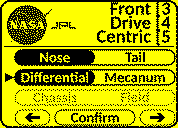 NASA JPL
Front 3
Drive 4
Centric 5
Nose Tail
Differential Mecanum
Chassis Field
Confirm